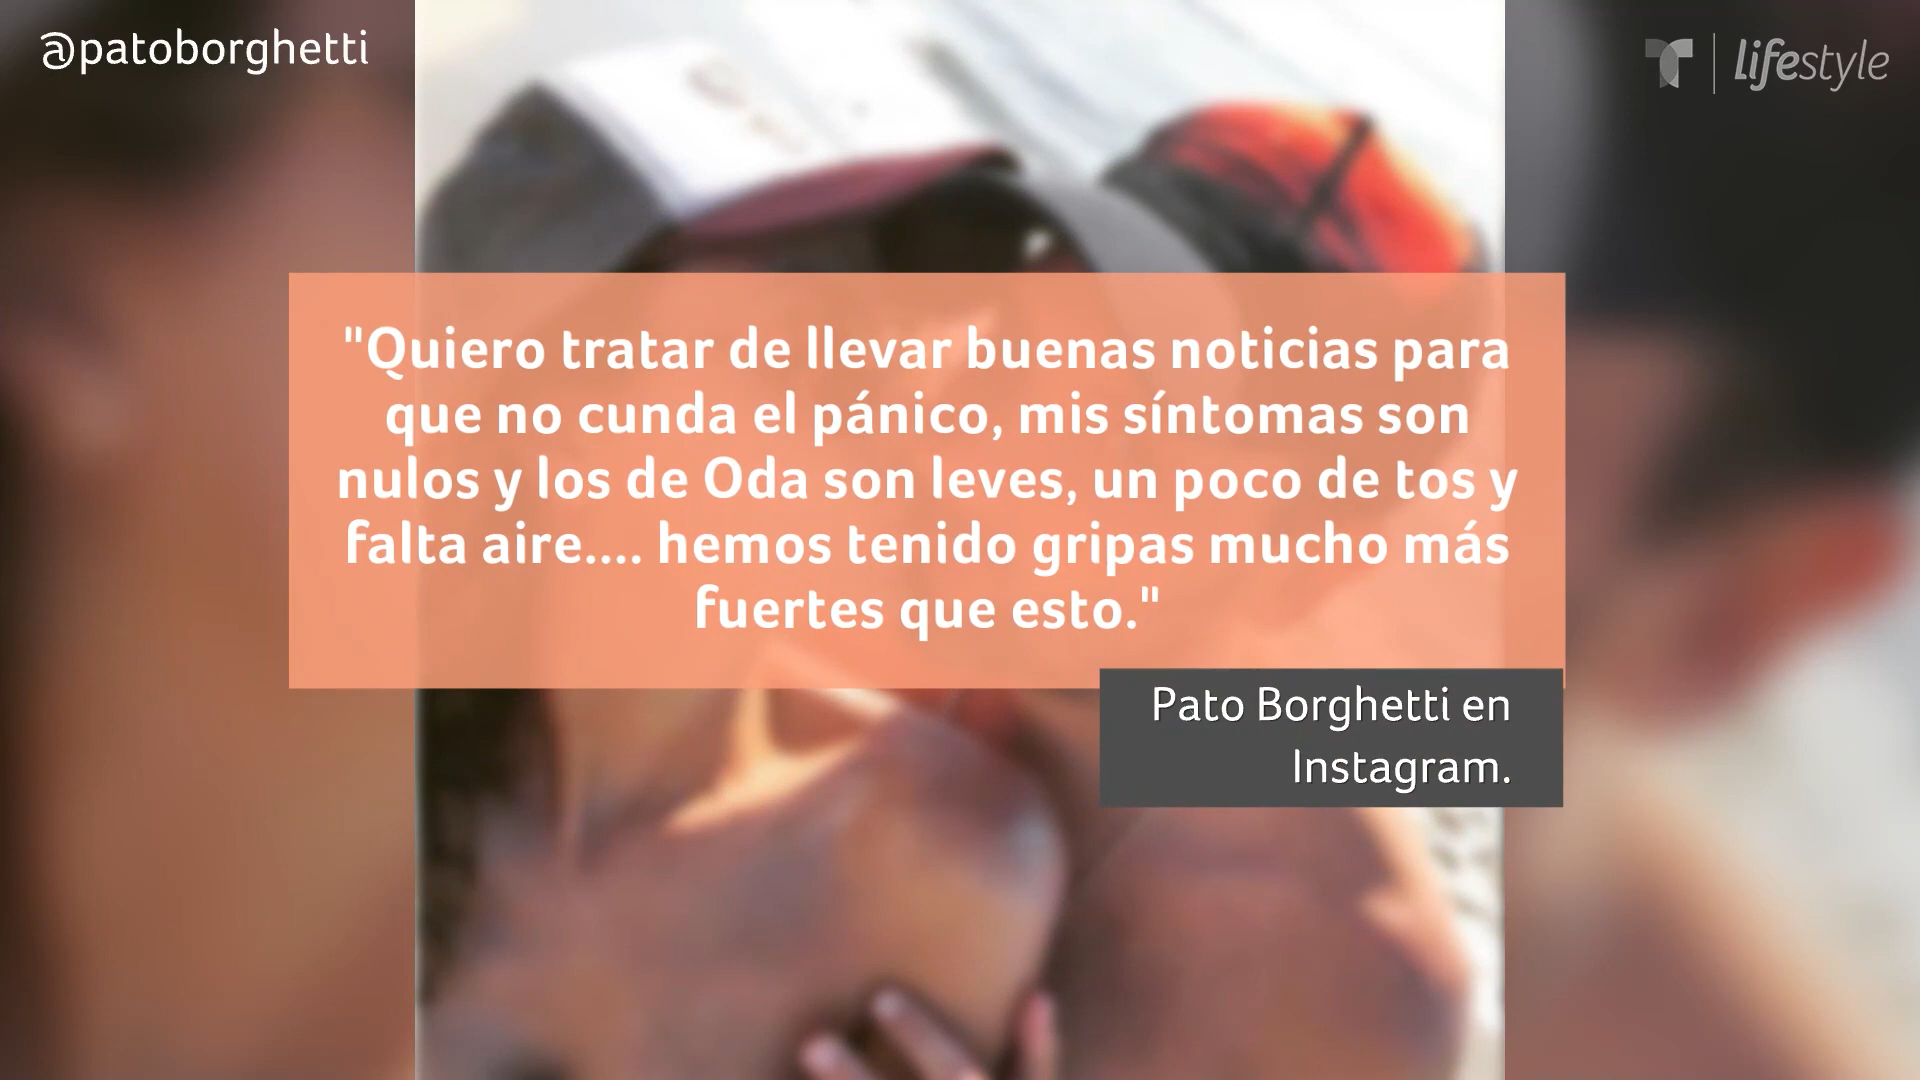 @patoborghetti
lifestyle
"Quiero tratar de llevar buenas noticias para
que no cunda el pánico, mis síntomas son
nulos y los de Oda son leves, un poco de tos y
falta aire.... hemos tenido gripas mucho más
fuertes que esto."
Pato Borghetti en
Instagram.